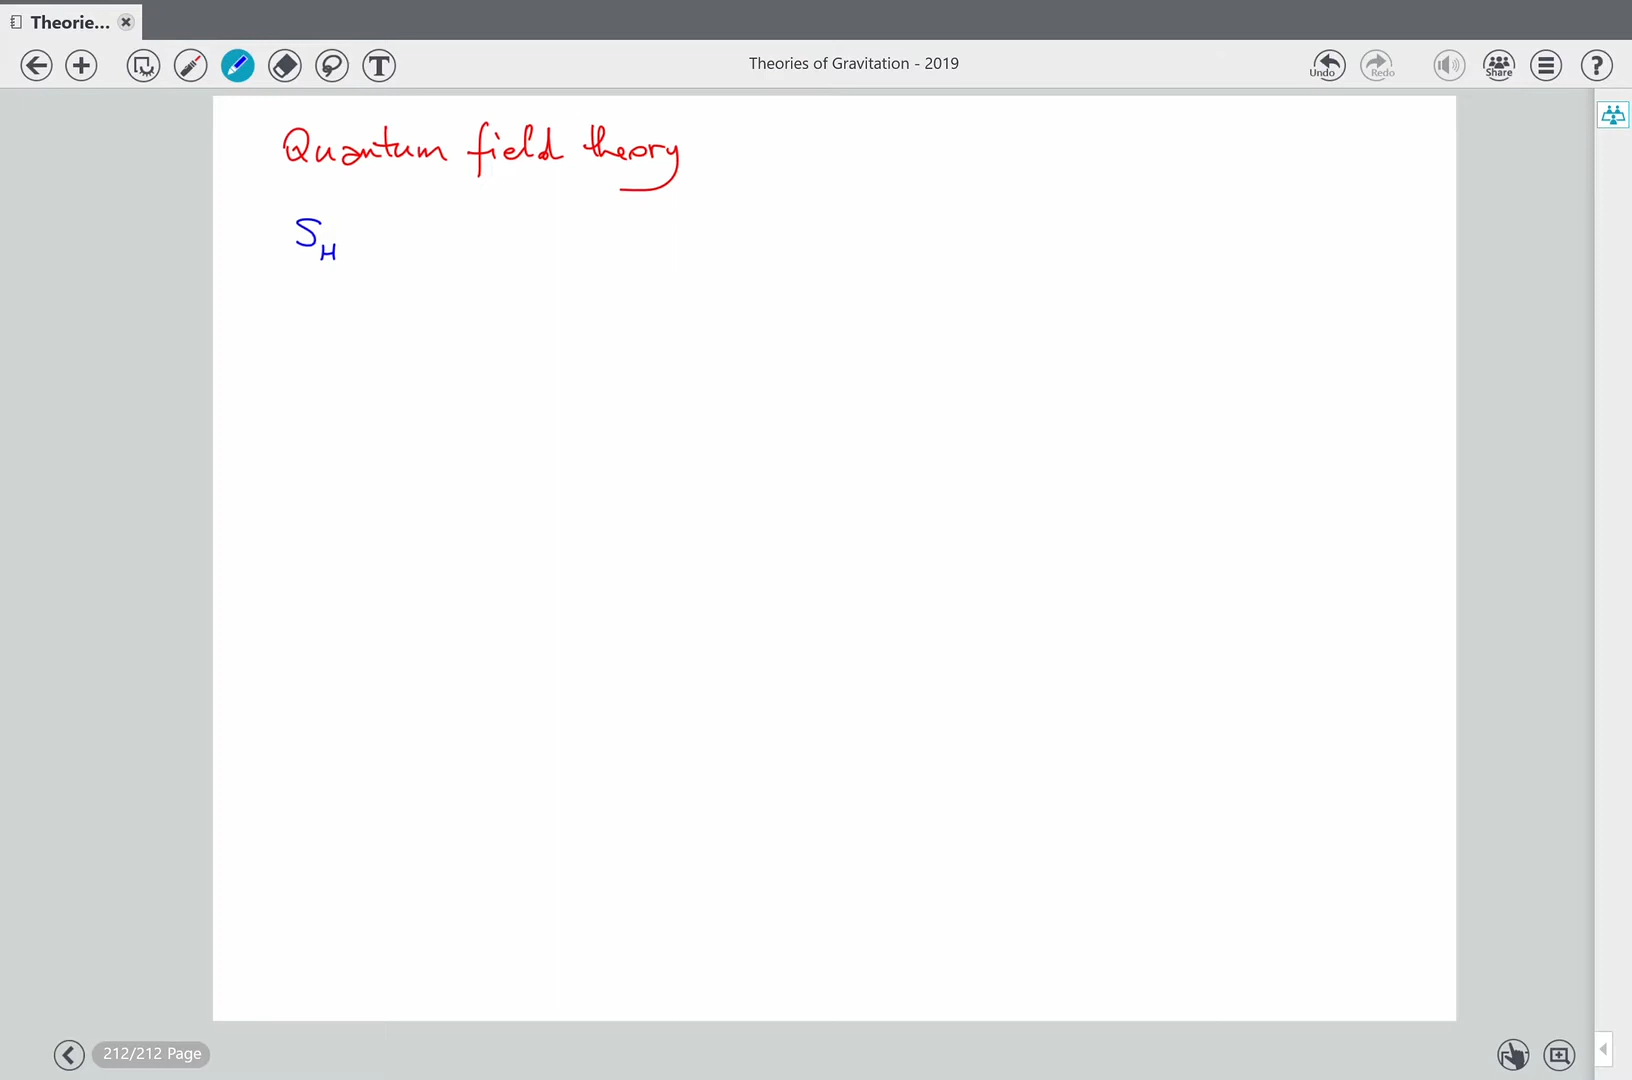 Theorie...
Theories of Gravitation - 2019
Undo
Redo
Share
Quantum field theory
S_H
212/212 Page